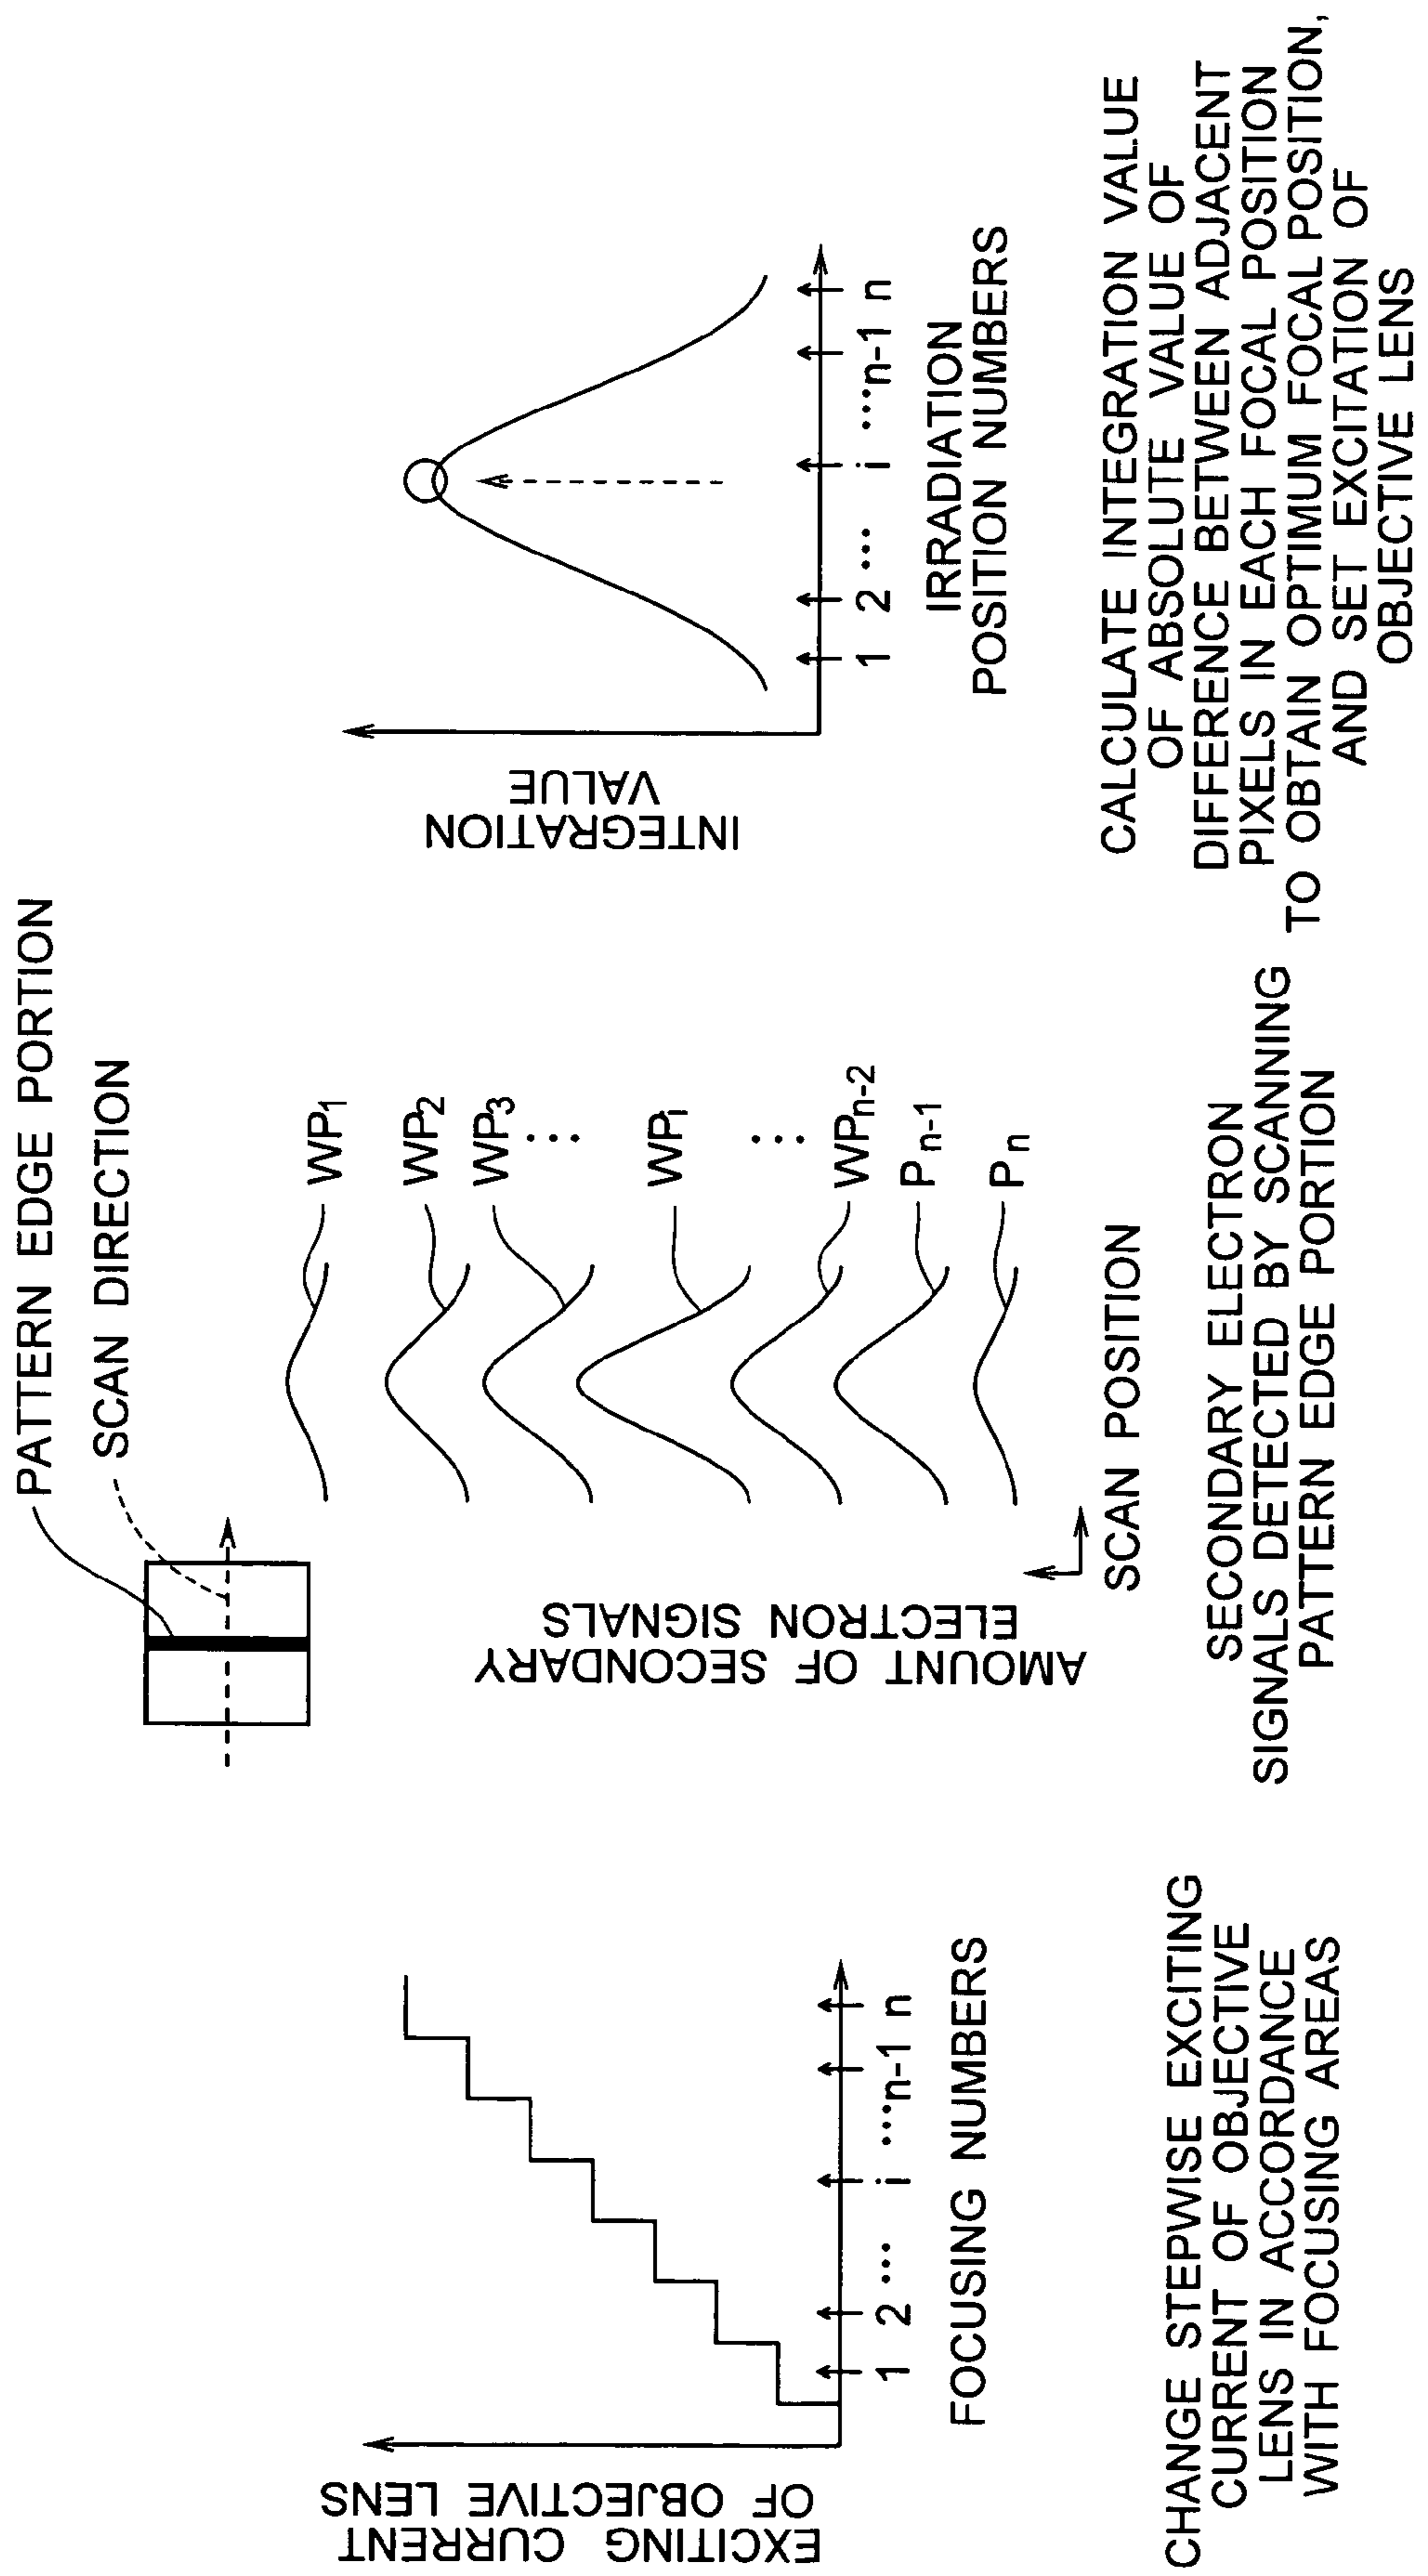 EXCITING CURRENT
OF OBJECTIVE LENS
1 2 ... i ...n-1 n
FOCUSING NUMBERS
CHANGE STEPWISE EXCITING
CURRENT OF OBJECTIVE
LENS IN ACCORDANCE
WITH FOCUSING AREAS
PATTERN EDGE PORTION
SCAN DIRECTION
WP1
WP2
WP3
...
WPi
...
WPn-2
Pn-1
Pn
AMOUNT OF SECONDARY
ELECTRON SIGNALS
SCAN POSITION
SECONDARY ELECTRON
SIGNALS DETECTED BY SCANNING
PATTERN EDGE PORTION
INTEGRATION
VALUE
1 2 ... i ...n-1 n
IRRADIATION
POSITION NUMBERS
CALCULATE INTEGRATION VALUE
OF ABSOLUTE VALUE OF
DIFFERENCE BETWEEN ADJACENT
PIXELS IN EACH FOCAL POSITION
TO OBTAIN OPTIMUM FOCAL POSITION,
AND SET EXCITATION OF
OBJECTIVE LENS